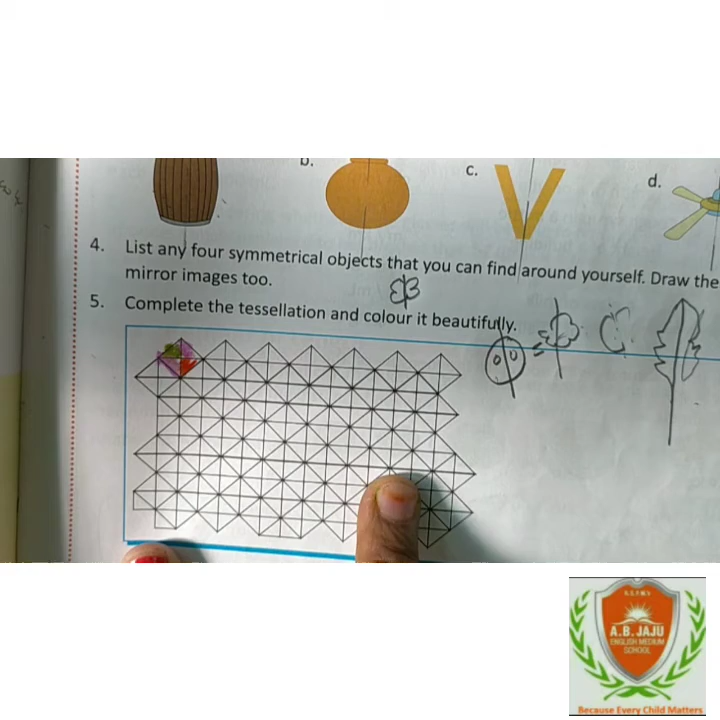 b.
c.
d.
4. List any four symmetrical objects that you can find around yourself. Draw the
mirror images too.
5. Complete the tessellation and colour it beautifully.
A.B. JAJU
ENGLISH MEDIUM
SCHOOL
Because Every Child Matters